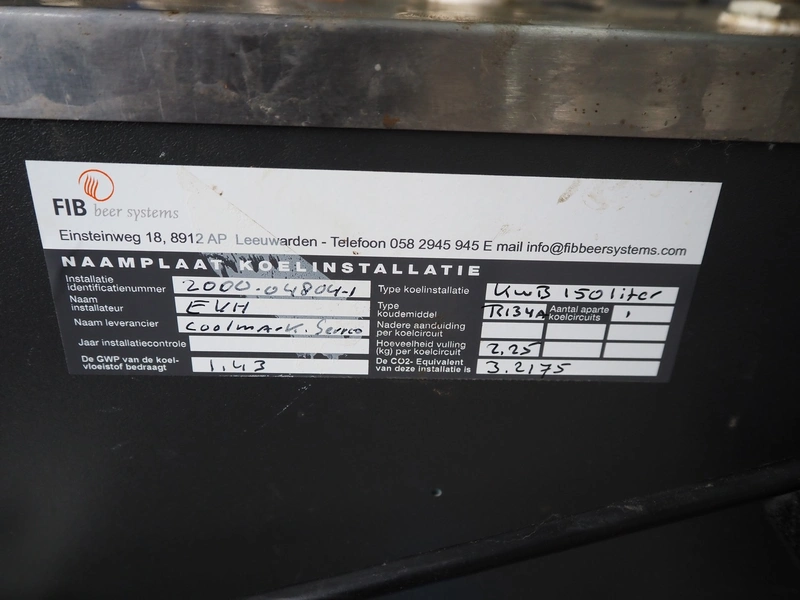 FIB beer systems
Einsteinweg 18, 8912 AP Leeuwarden - Telefoon 058 2945 945 E mail info@fibbeersystems.com
NAAMPLAAT KOELINSTALLATIE
Installatie identificatienummer 2000-04804-1
Naam installateur EVH
Naam leverancier Coolmark. Service
Jaar installatiecontrole
De GWP van de koel-
vloeistof bedraagt 1.43
Type koelinstallatie KWB 150 liter
Type koudemiddel R134A Aantal aparte koelcircuits 1
Nadere aanduiding
per koelcircuit
Hoeveelheid vulling
(kg) per koelcircuit 2,25
De CO2- Equivalent
van deze installatie is 3.2175